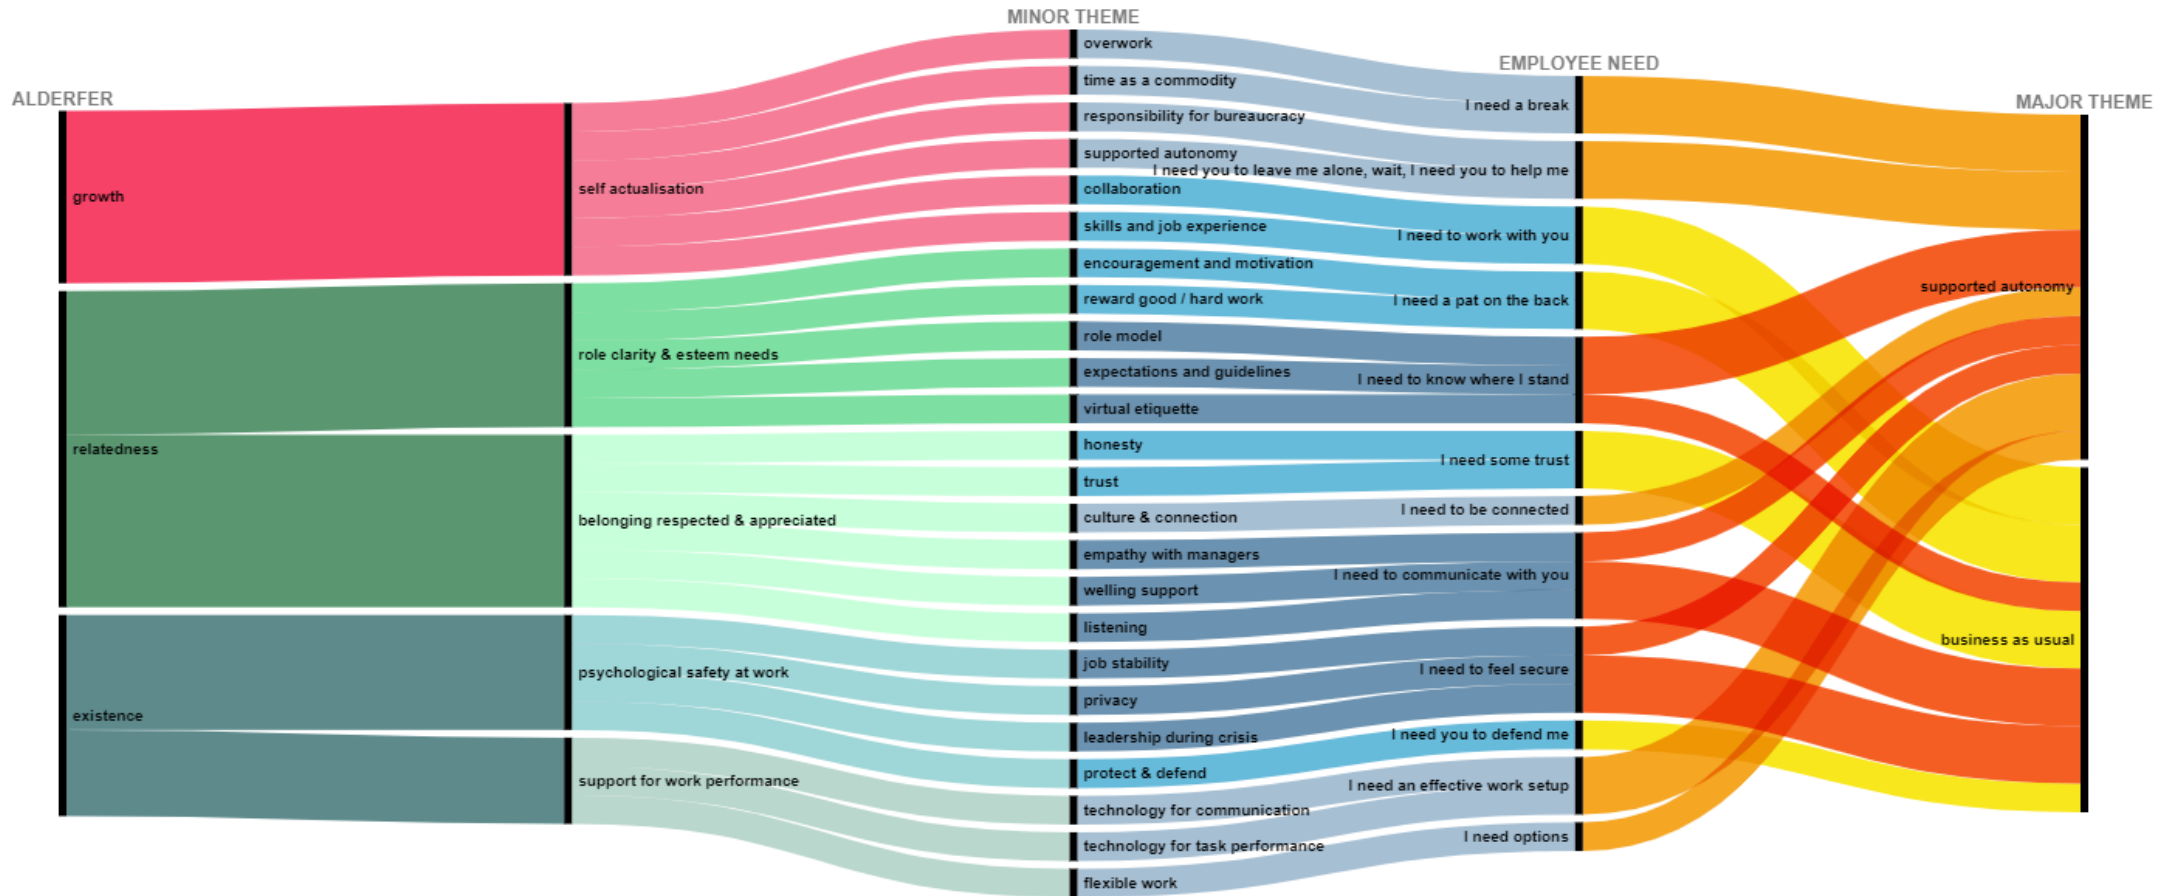 MINOR THEME
EMPLOYEE NEED
ALDERFER
MAJOR THEME
growth
relatedness
existence
self actualisation
role clarity & esteem needs
belonging respected & appreciated
psychological safety at work
support for work performance
overwork
time as a commodity
responsibility for bureaucracy
supported autonomy
collaboration
skills and job experience
encouragement and motivation
reward good / hard work
role model
expectations and guidelines
virtual etiquette
honesty
trust
culture & connection
empathy with managers
welling support
listening
job stability
privacy
leadership during crisis
protect & defend
technology for communication
technology for task performance
flexible work
I need a break
I need you to leave me alone, wait, I need you to help me
I need to work with you
I need a pat on the back
I need to know where I stand
I need some trust
I need to be connected
I need to communicate with you
I need to feel secure
I need you to defend me
I need an effective work setup
I need options
supported autonomy
business as usual